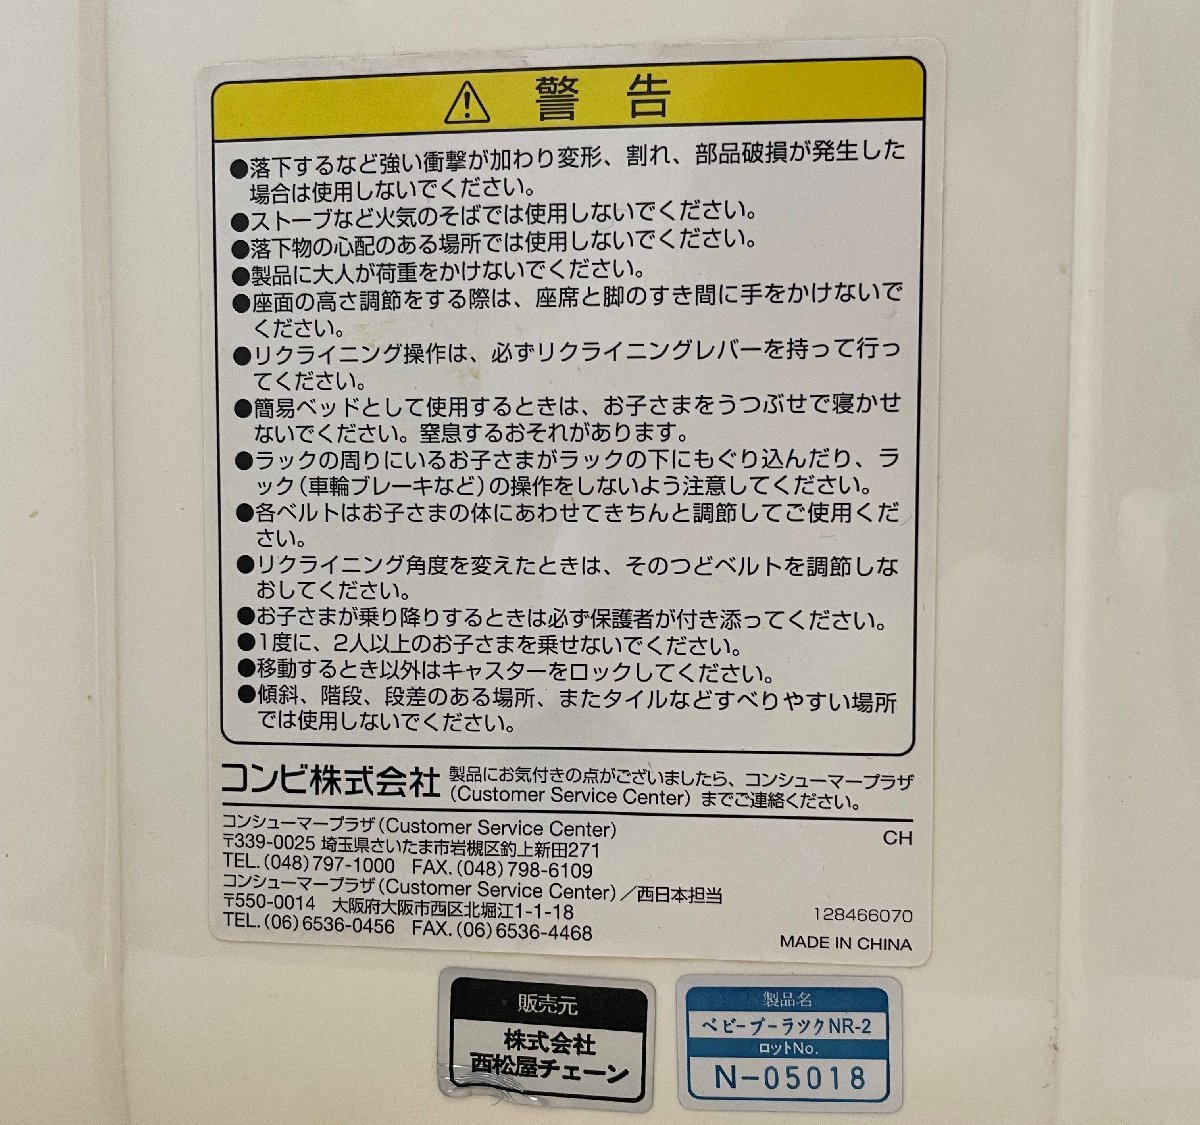 警告
●落下するなど強い衝撃が加わり変形、割れ、部品破損が発生した
場合は使用しないでください。
●ストーブなど火気のそばでは使用しないでください。
●落下物の心配のある場所では使用しないでください。
●製品に大人が荷重をかけないでください。
●座面の高さ調節をする際は、座席と脚のすき間に手をかけないで
ください。
●リクライニング操作は、必ずリクライニングレバーを持って行っ
てください。
●簡易ベッドとして使用するときは、お子さまをうつぶせで寝かせ
ないでください。窒息するおそれがあります。
●ラックの周りにいるお子さまがラックの下にもぐり込んだり、ラ
ック(車輪ブレーキなど)の操作をしないよう注意してください。
●各ベルトはお子さまの体にあわせてきちんと調節してご使用くだ
さい。
●リクライニング角度を変えたときは、そのつどベルトを調節しな
おしてください。
●お子さまが乗り降りするときは必ず保護者が付き添ってください。
●1度に、2人以上のお子さまを乗せないでください。
●移動するとき以外はキャスターをロックしてください。
●傾斜、階段、段差のある場所、またタイルなどすべりやすい場所
では使用しないでください。
コンビ株式会社 製品にお気付きの点がございましたら、コンシューマープラザ
(Customer Service Center) までご連絡ください。
コンシューマープラザ(Customer Service Center)
CH
〒339-0025 埼玉県さいたま市岩槻区釣上新田271
TEL.(048)797-1000 FAX.(048)798-6109
コンシューマープラザ(Customer Service Center)／西日本担当
〒550-0014 大阪府大阪市西区北堀江1-1-18
TEL.(06)6536-0456 FAX.(06)6536-4468
128466070
MADE IN CHINA
販売元
株式会社
西松屋チェーン
製品名
ベビーブーラックNR-2
ロットNo.
N-05018